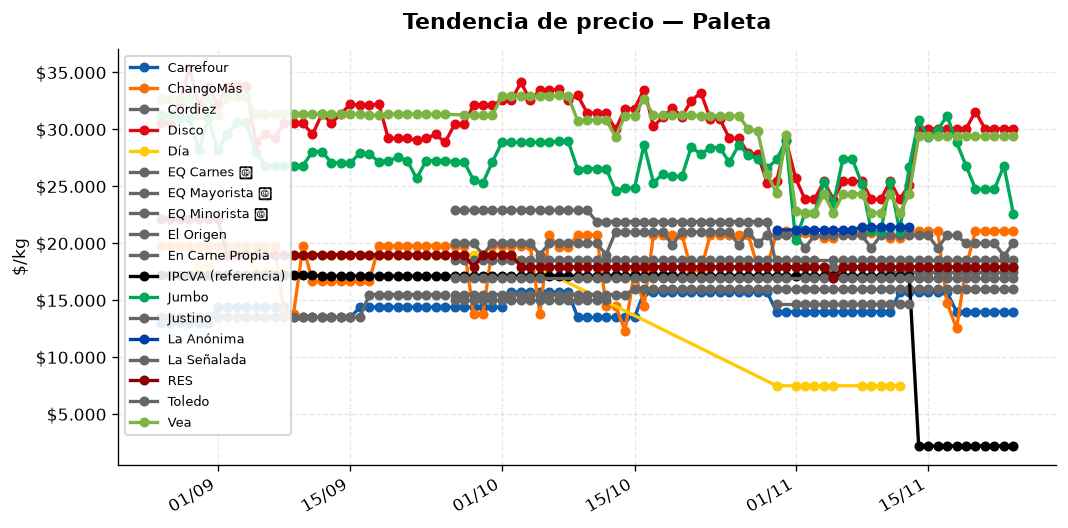 Tendencia de precio — Paleta
$/kg
$35.000
$30.000
$25.000
$20.000
$15.000
$10.000
$5.000
Carrefour
ChangoMás
Cordiez
Disco
Día
EQ Carnes
EQ Mayorista
EQ Minorista
El Origen
En Carne Propia
IPCVA (referencia)
Jumbo
Justino
La Anónima
La Señalada
RES
Toledo
Vea
01/09
15/09
01/10
15/10
01/11
15/11